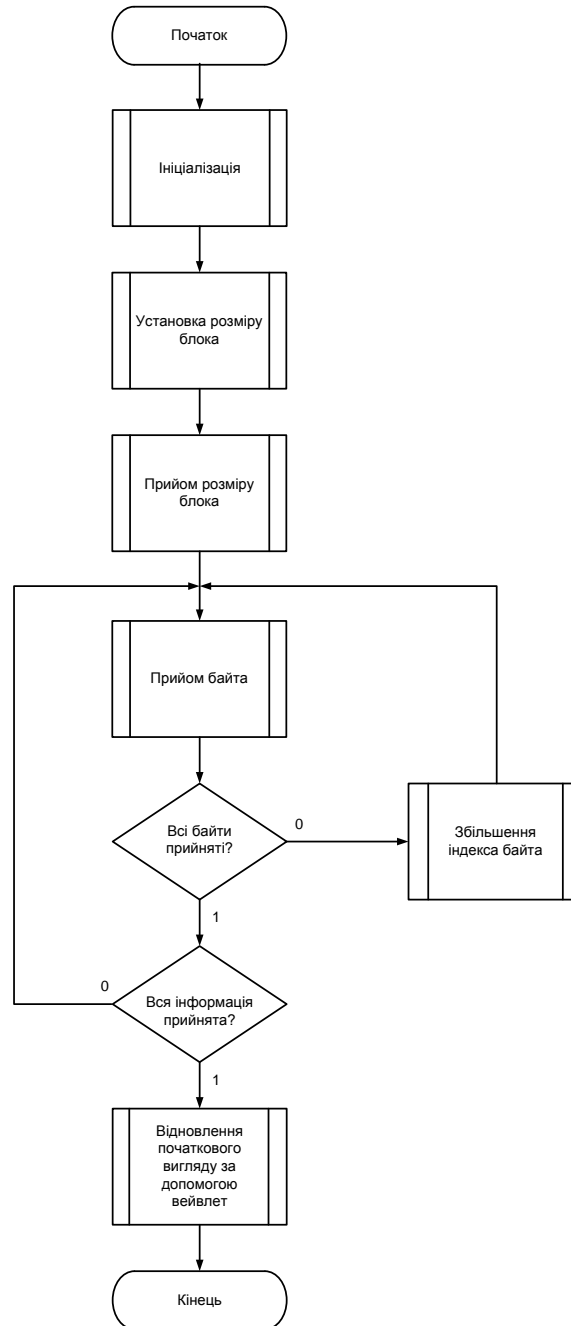 Початок
Ініціалізація
Установка розміру
блока
Прийом розміру
блока
Прийом байта
Всі байти
прийняті?
0
Збільшення
індекса байта
1
0
Вся інформація
прийнята?
1
Відновлення
початкового
вигляду за
допомогою
вейвлет
Кінець